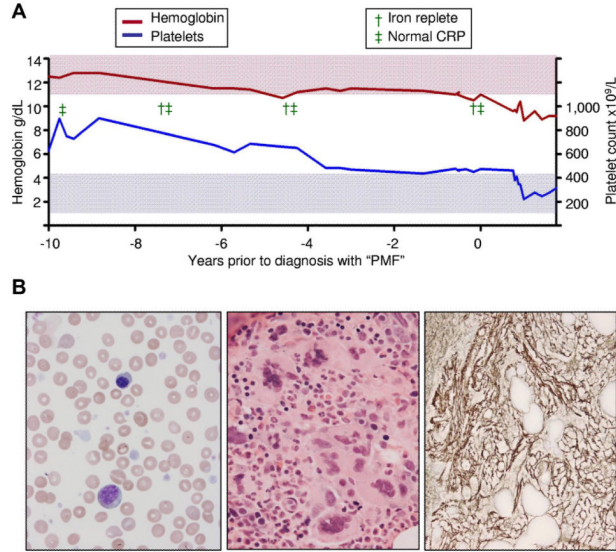 A
Hemoglobin
Platelets
† Iron replete
‡ Normal CRP
Hemoglobin g/dL
14
12
10
8
6
4
2
‡
†‡
†‡
†‡
1,000
800
600
400
200
Platelet count x10⁹/L
-10
-8
-6
-4
-2
0
Years prior to diagnosis with “PMF”
B